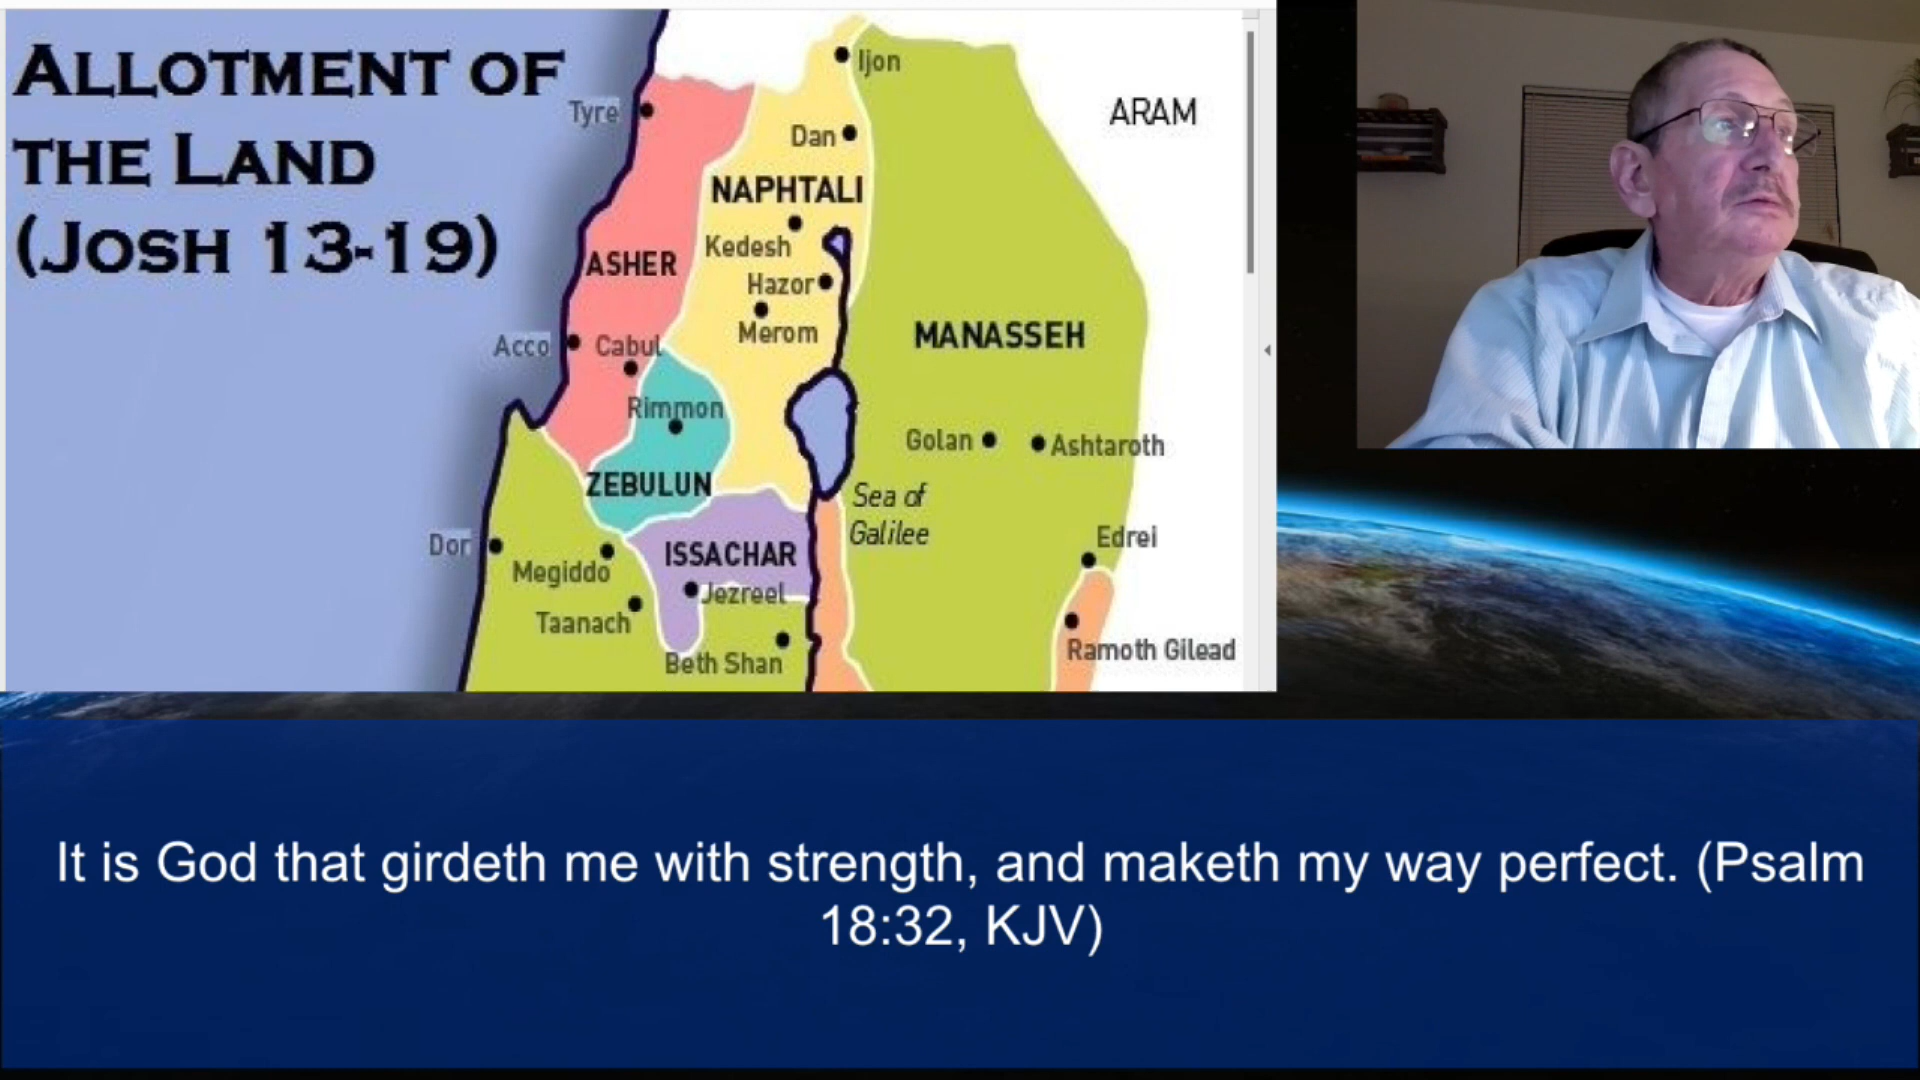 ALLOTMENT OF
THE LAND
(JOSH 13-19)
Ijon
Tyre
ARAM
Dan
NAPHTALI
Kedesh
ASHER
Hazor
Merom
MANASSEH
Acco
Cabul
Rimmon
Golan
Ashtaroth
ZEBULUN
Sea of
Galilee
Edrei
Dor
ISSACHAR
Megiddo
Jezreel
Taanach
Ramoth Gilead
Beth Shan
It is God that girdeth me with strength, and maketh my way perfect. (Psalm
18:32, KJV)